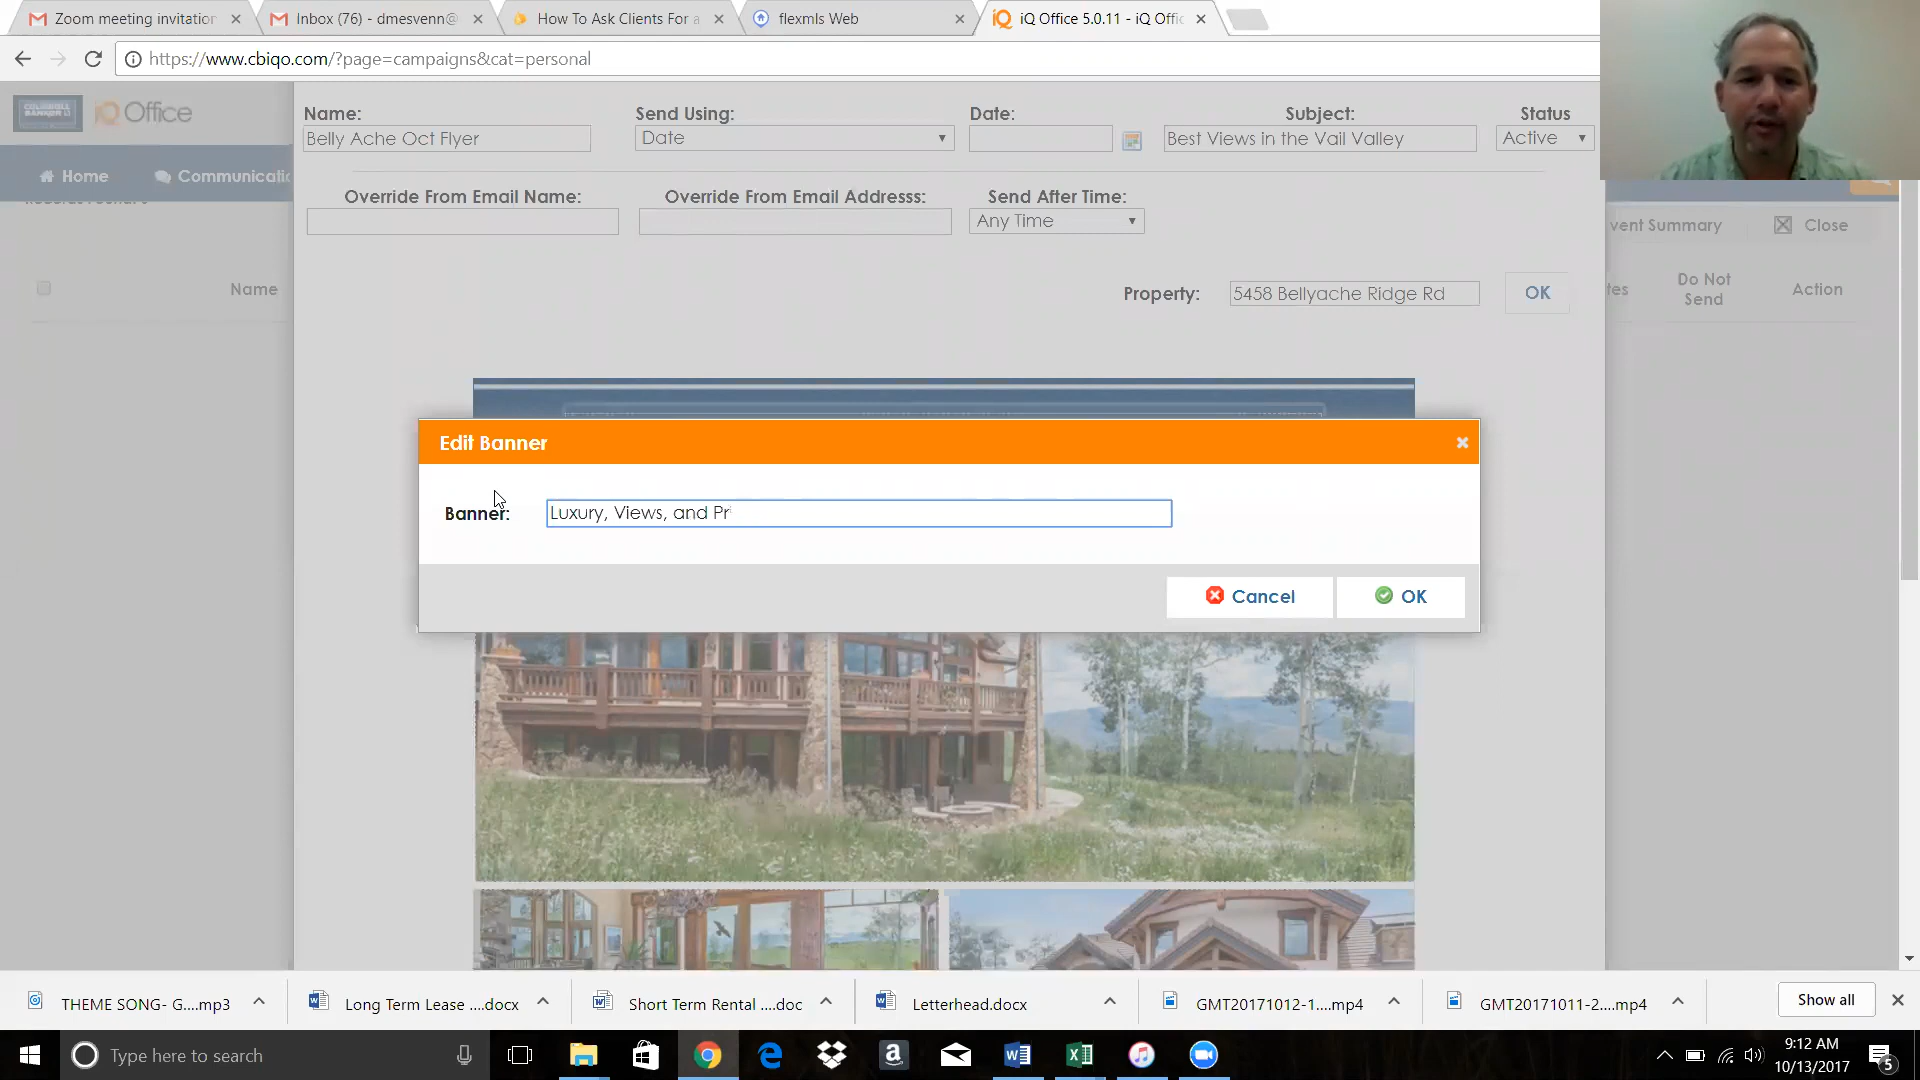 Zoom meeting invitation
Inbox (76) - dmesvenn@
How To Ask Clients For a
flexmls Web
iQ Office 5.0.11 - iQ Offic
https://www.cbiqo.com/?page=campaigns&cat=personal
COLDWELL BANKER
iQ Office
Name:
Send Using:
Date:
Subject:
Status
Belly Ache Oct Flyer
Date
Best Views in the Vail Valley
Active
Home
Communicatic
Override From Email Name:
Override From Email Addresss:
Send After Time:
Any Time
vent Summary
Close
Name
Property:
5458 Bellyache Ridge Rd
OK
tes
Do Not Send
Action
Edit Banner
Banner:
Luxury, Views, and Pr
Cancel
OK
THEME SONG- G....mp3
Long Term Lease ....docx
Short Term Rental ....doc
Letterhead.docx
GMT20171012-1....mp4
GMT20171011-2....mp4
Show all
Type here to search
9:12 AM
10/13/2017
5